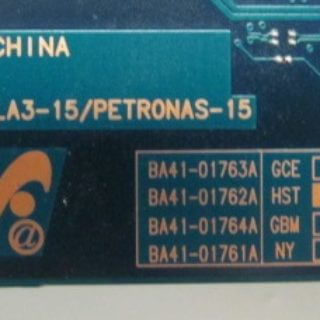 CHINA
LA3-15/PETRONAS-15
BA41-01763A GCE
BA41-01762A HST
BA41-01764A GBM
BA41-01761A NY
@